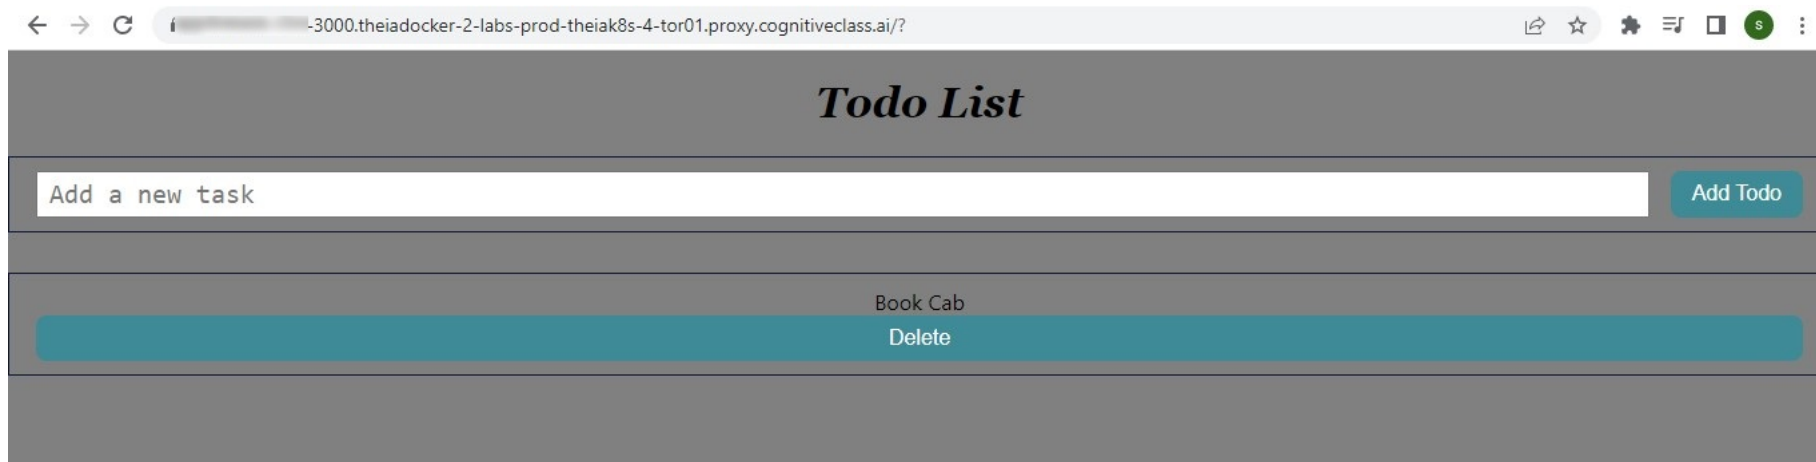 -3000.theiadocker-2-labs-prod-theiak8s-4-tor01.proxy.cognitiveclass.ai/?
S
Todo List
Add a new task
Add Todo
Book Cab
Delete